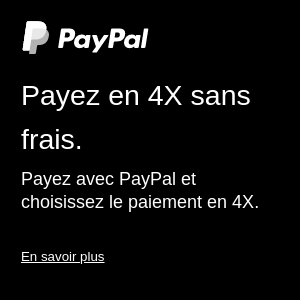 PayPal
Payez en 4X sans
frais.
Payez avec PayPal et
choisissez le paiement en 4X.
En savoir plus